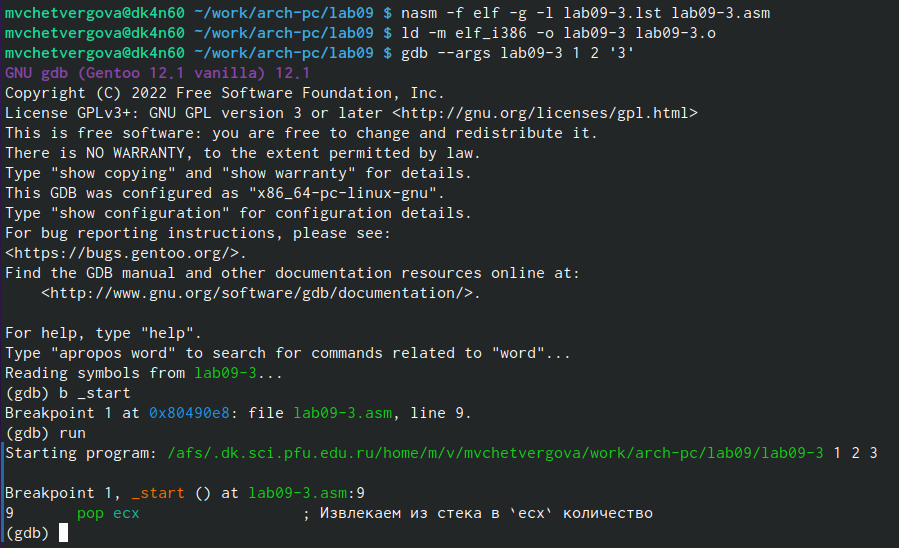 mvchetvergova@dk4n60 ~/work/arch-pc/lab09 $ nasm -f elf -g -l lab09-3.lst lab09-3.asm
mvchetvergova@dk4n60 ~/work/arch-pc/lab09 $ ld -m elf_i386 -o lab09-3 lab09-3.o
mvchetvergova@dk4n60 ~/work/arch-pc/lab09 $ gdb --args lab09-3 1 2 '3'
GNU gdb (Gentoo 12.1 vanilla) 12.1
Copyright (C) 2022 Free Software Foundation, Inc.
License GPLv3+: GNU GPL version 3 or later <http://gnu.org/licenses/gpl.html>
This is free software: you are free to change and redistribute it.
There is NO WARRANTY, to the extent permitted by law.
Type "show copying" and "show warranty" for details.
This GDB was configured as "x86_64-pc-linux-gnu".
Type "show configuration" for configuration details.
For bug reporting instructions, please see:
<https://bugs.gentoo.org/>.
Find the GDB manual and other documentation resources online at:
    <http://www.gnu.org/software/gdb/documentation/>.

For help, type "help".
Type "apropos word" to search for commands related to "word"...
Reading symbols from lab09-3...
(gdb) b _start
Breakpoint 1 at 0x80490e8: file lab09-3.asm, line 9.
(gdb) run
Starting program: /afs/.dk.sci.pfu.edu.ru/home/m/v/mvchetvergova/work/arch-pc/lab09/lab09-3 1 2 3

Breakpoint 1, _start () at lab09-3.asm:9
9       pop ecx                  ; Извлекаем из стека в `ecx` количество
(gdb)